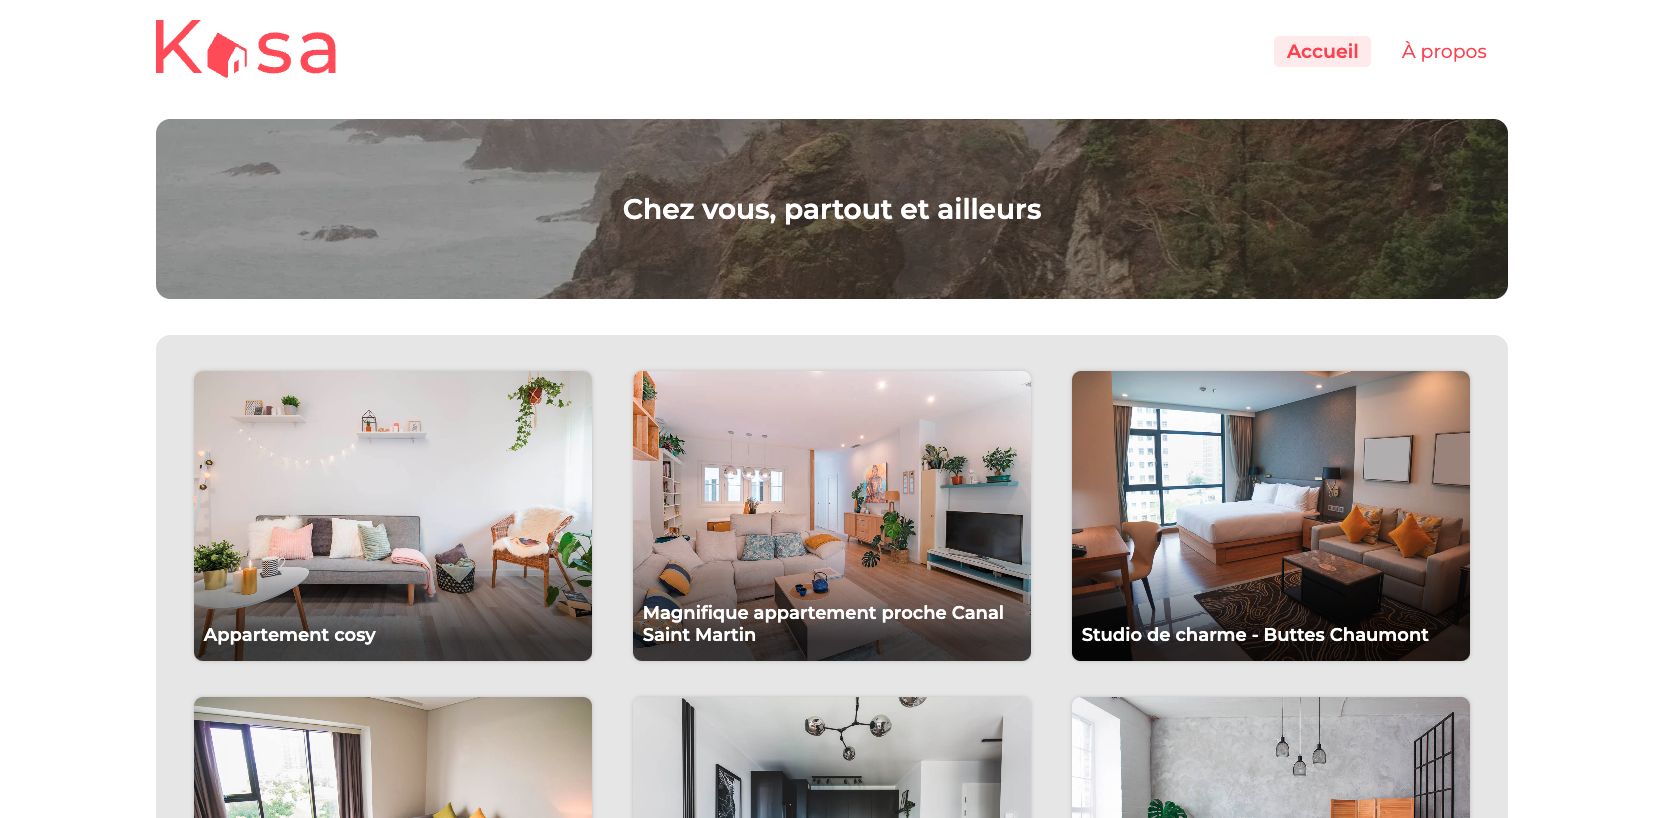 Kasa
Accueil
À propos
Chez vous, partout et ailleurs
Appartement cosy
Magnifique appartement proche Canal
Saint Martin
Studio de charme - Buttes Chaumont